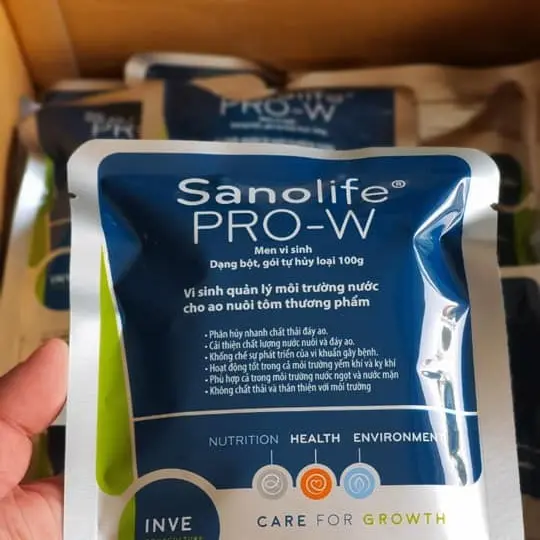 PRO-W
PRO-
Sanolife®
PRO-W
Men vi sinh
Dạng bột, gói tự hủy loại 100g
Vi sinh quản lý môi trường nước
cho ao nuôi tôm thương phẩm
• Phân hủy nhanh chất thải đáy ao.
• Cải thiện chất lượng nước nuôi và đáy ao.
• Khống chế sự phát triển của vi khuẩn gây bệnh.
• Hoạt động tốt trong cả môi trường yếm khí và kỵ khí
• Phù hợp cả trong môi trường nước ngọt và nước mặn
• Không chất thải và thân thiện với môi trường
NUTRITION HEALTH ENVIRONMENT
INVE
CARE FOR GROWTH